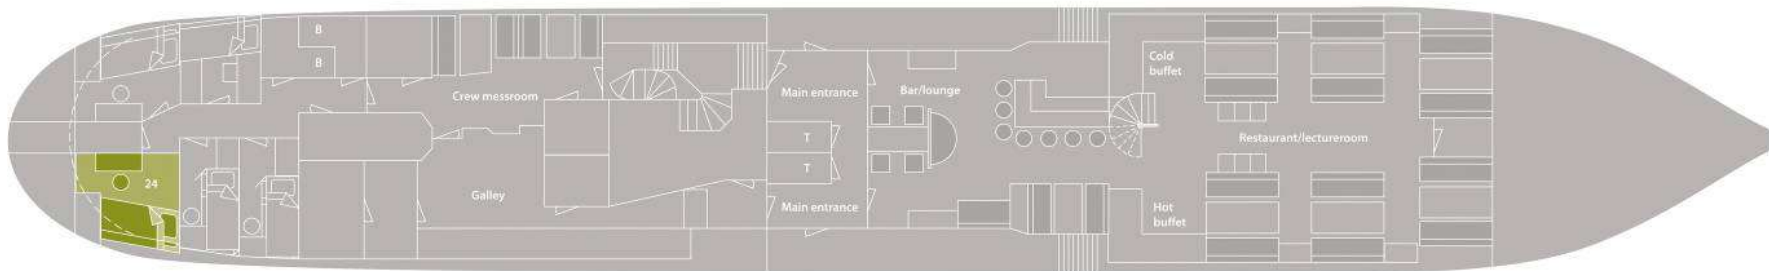 B
B
Crew messroom
24
Galley
Main entrance
T
T
Main entrance
Bar/lounge
Cold
buffet
Restaurant/lectureroom
Hot
buffet